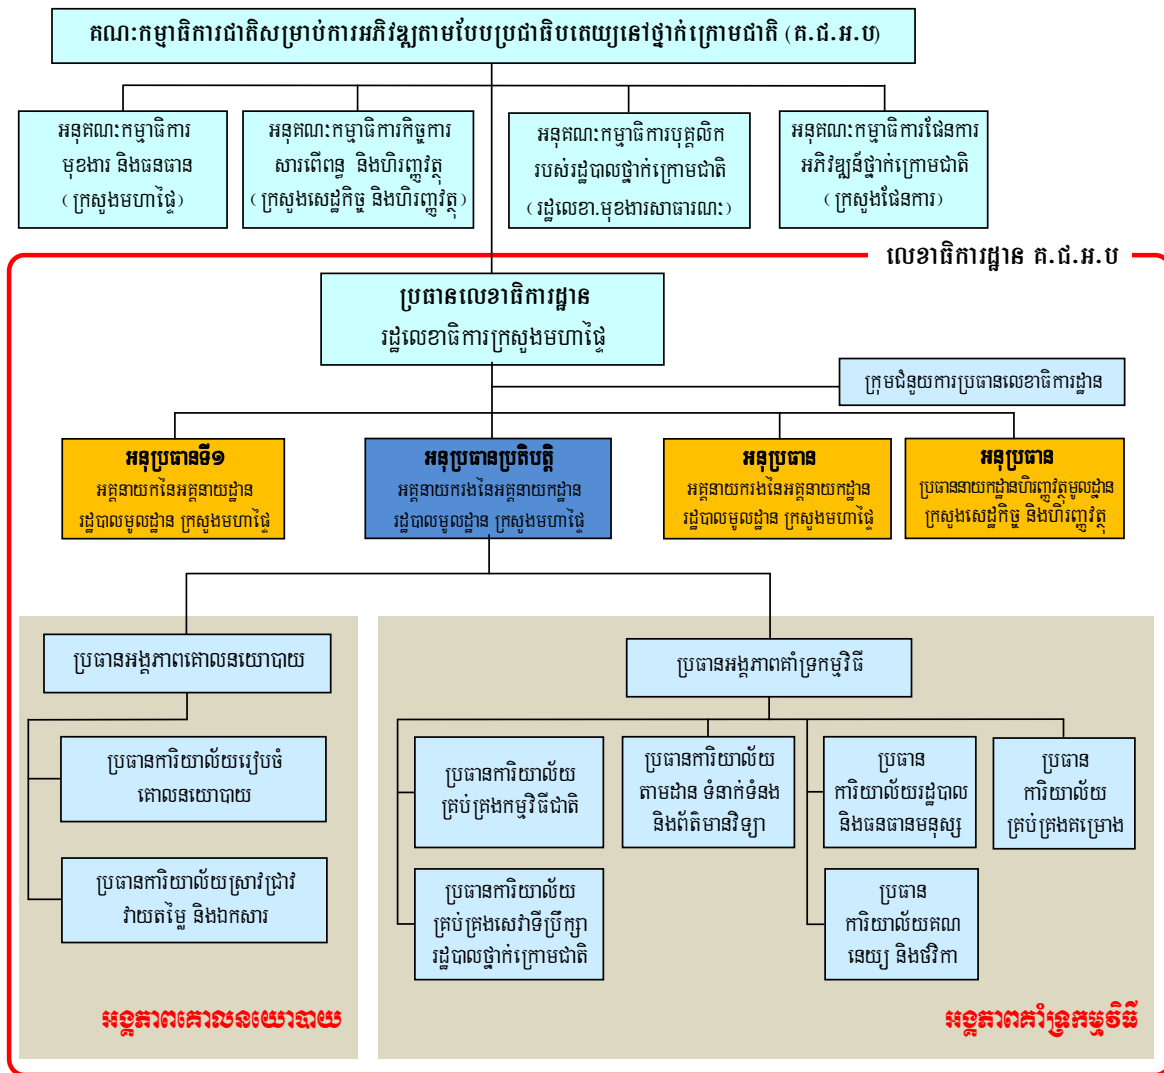 គណៈកម្មាធិការជាតិសម្រាប់ការអភិវឌ្ឍតាមបែបប្រជាធិបតេយ្យនៅថ្នាក់ក្រោមជាតិ (គ.ជ.អ.ប)
អនុគណៈកម្មាធិការ
មុខងារ និងធនធាន
(ក្រសួងមហាផ្ទៃ)
អនុគណៈកម្មាធិការកិច្ចការ
សារពើពន្ធ និងហិរញ្ញវត្ថុ
(ក្រសួងសេដ្ឋកិច្ច និងហិរញ្ញវត្ថុ)
អនុគណៈកម្មាធិការបុគ្គលិក
របស់រដ្ឋបាលថ្នាក់ក្រោមជាតិ
(រដ្ឋលេខា.មុខងារសាធារណៈ)
អនុគណៈកម្មាធិការផែនការ
អភិវឌ្ឍន៍ថ្នាក់ក្រោមជាតិ
(ក្រសួងផែនការ)
លេខាធិការដ្ឋាន គ.ជ.អ.ប
ប្រធានលេខាធិការដ្ឋាន
រដ្ឋលេខាធិការក្រសួងមហាផ្ទៃ
ក្រុមជំនួយការប្រធានលេខាធិការដ្ឋាន
អនុប្រធានទី១
អគ្គនាយកនៃអគ្គនាយដ្ឋាន
រដ្ឋបាលមូលដ្ឋាន ក្រសួងមហាផ្ទៃ
អនុប្រធានប្រតិបត្តិ
អគ្គនាយករងនៃអគ្គនាយកដ្ឋាន
រដ្ឋបាលមូលដ្ឋាន ក្រសួងមហាផ្ទៃ
អនុប្រធាន
អគ្គនាយករងនៃអគ្គនាយកដ្ឋាន
រដ្ឋបាលមូលដ្ឋាន ក្រសួងមហាផ្ទៃ
អនុប្រធាន
ប្រធាននាយកដ្ឋានហិរញ្ញវត្ថុមូលដ្ឋាន
ក្រសួងសេដ្ឋកិច្ច និងហិរញ្ញវត្ថុ
ប្រធានអង្គភាពគោលនយោបាយ
ប្រធានការិយាល័យរៀបចំ
គោលនយោបាយ
ប្រធានការិយាល័យស្រាវជ្រាវ
វាយតម្លៃ និងឯកសារ
អង្គភាពគោលនយោបាយ
ប្រធានអង្គភាពគាំទ្រកម្មវិធី
ប្រធានការិយាល័យ
គ្រប់គ្រងកម្មវិធីជាតិ
ប្រធានការិយាល័យ
តាមដាន ទំនាក់ទំនង
និងព័ត៌មានវិទ្យា
ប្រធាន
ការិយាល័យរដ្ឋបាល
និងធនធានមនុស្ស
ប្រធាន
ការិយាល័យ
គ្រប់គ្រងគម្រោង
ប្រធានការិយាល័យ
គ្រប់គ្រងសេវាទីប្រឹក្សា
រដ្ឋបាលថ្នាក់ក្រោមជាតិ
ប្រធាន
ការិយាល័យគណ
នេយ្យ និងថវិកា
អង្គភាពគាំទ្រកម្មវិធី